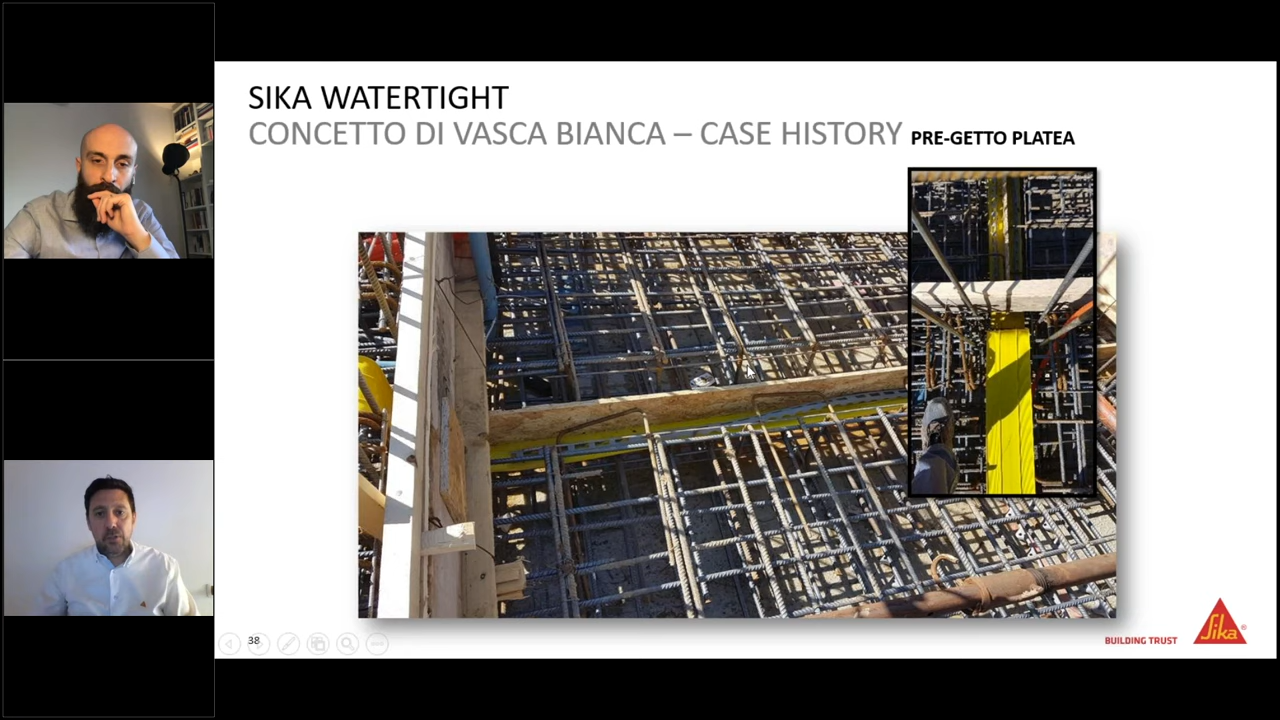 SIKA WATERTIGHT
CONCETTO DI VASCA BIANCA – CASE HISTORY PRE-GETTO PLATEA
38
BUILDING TRUST
Sika®